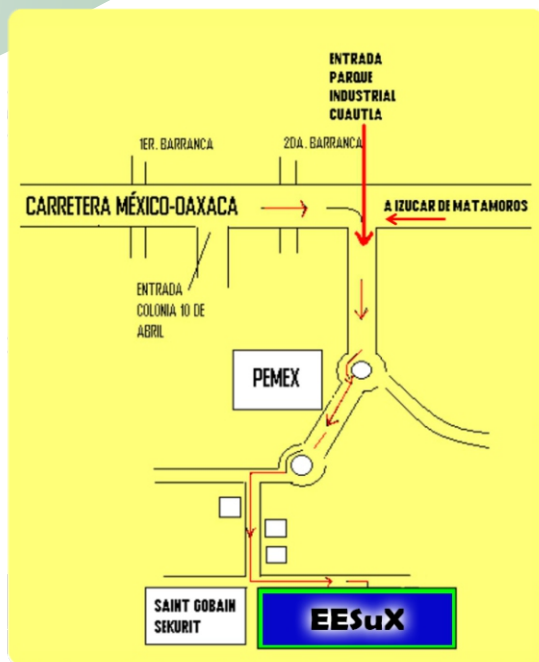 ENTRADA
PARQUE
INDUSTRIAL
CUAUTLA
1ER. BARRANCA
2DA. BARRANCA
CARRETERA MÉXICO-OAXACA
A IZUCAR DE MATAMOROS
ENTRADA
COLONIA 10 DE
ABRIL
PEMEX
SAINT GOBAIN
SEKURIT
EESuX